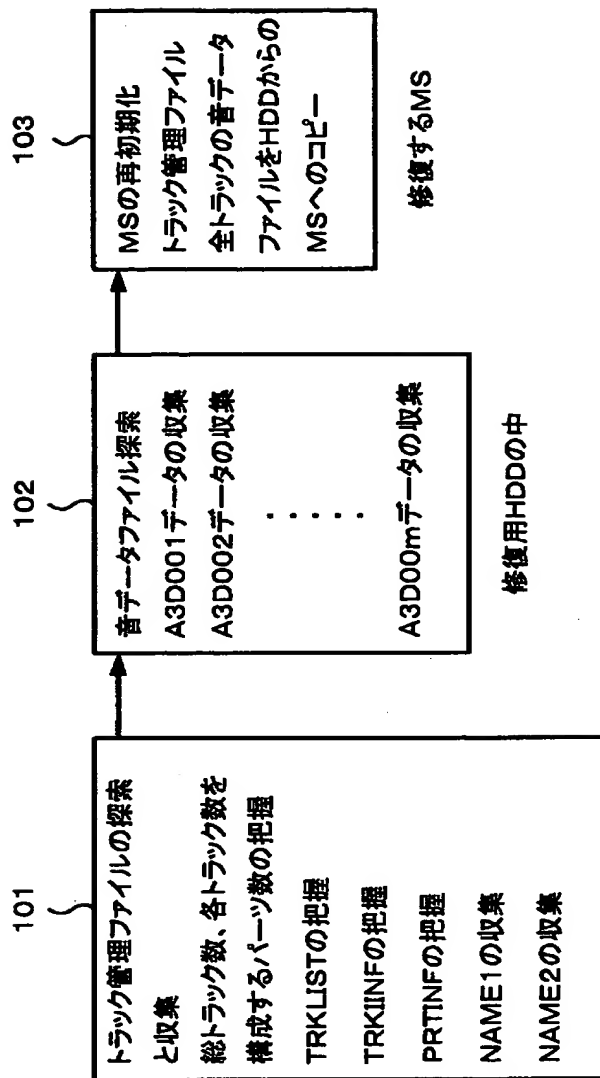 101
トラック管理ファイルの探索
と収集
総トラック数、各トラック数を
構成するパーツ数の把握
TRKLISTの把握
TRKIINFの把握
PRTINFの把握
NAME1の収集
NAME2の収集
102
音データファイル探索
A3D001データの収集
A3D002データの収集
・・・・・
A3D00mデータの収集
修復用HDDの中
103
MSの再初期化
トラック管理ファイル
全トラックの音データ
ファイルをHDDからの
MSへのコピー
修復するMS